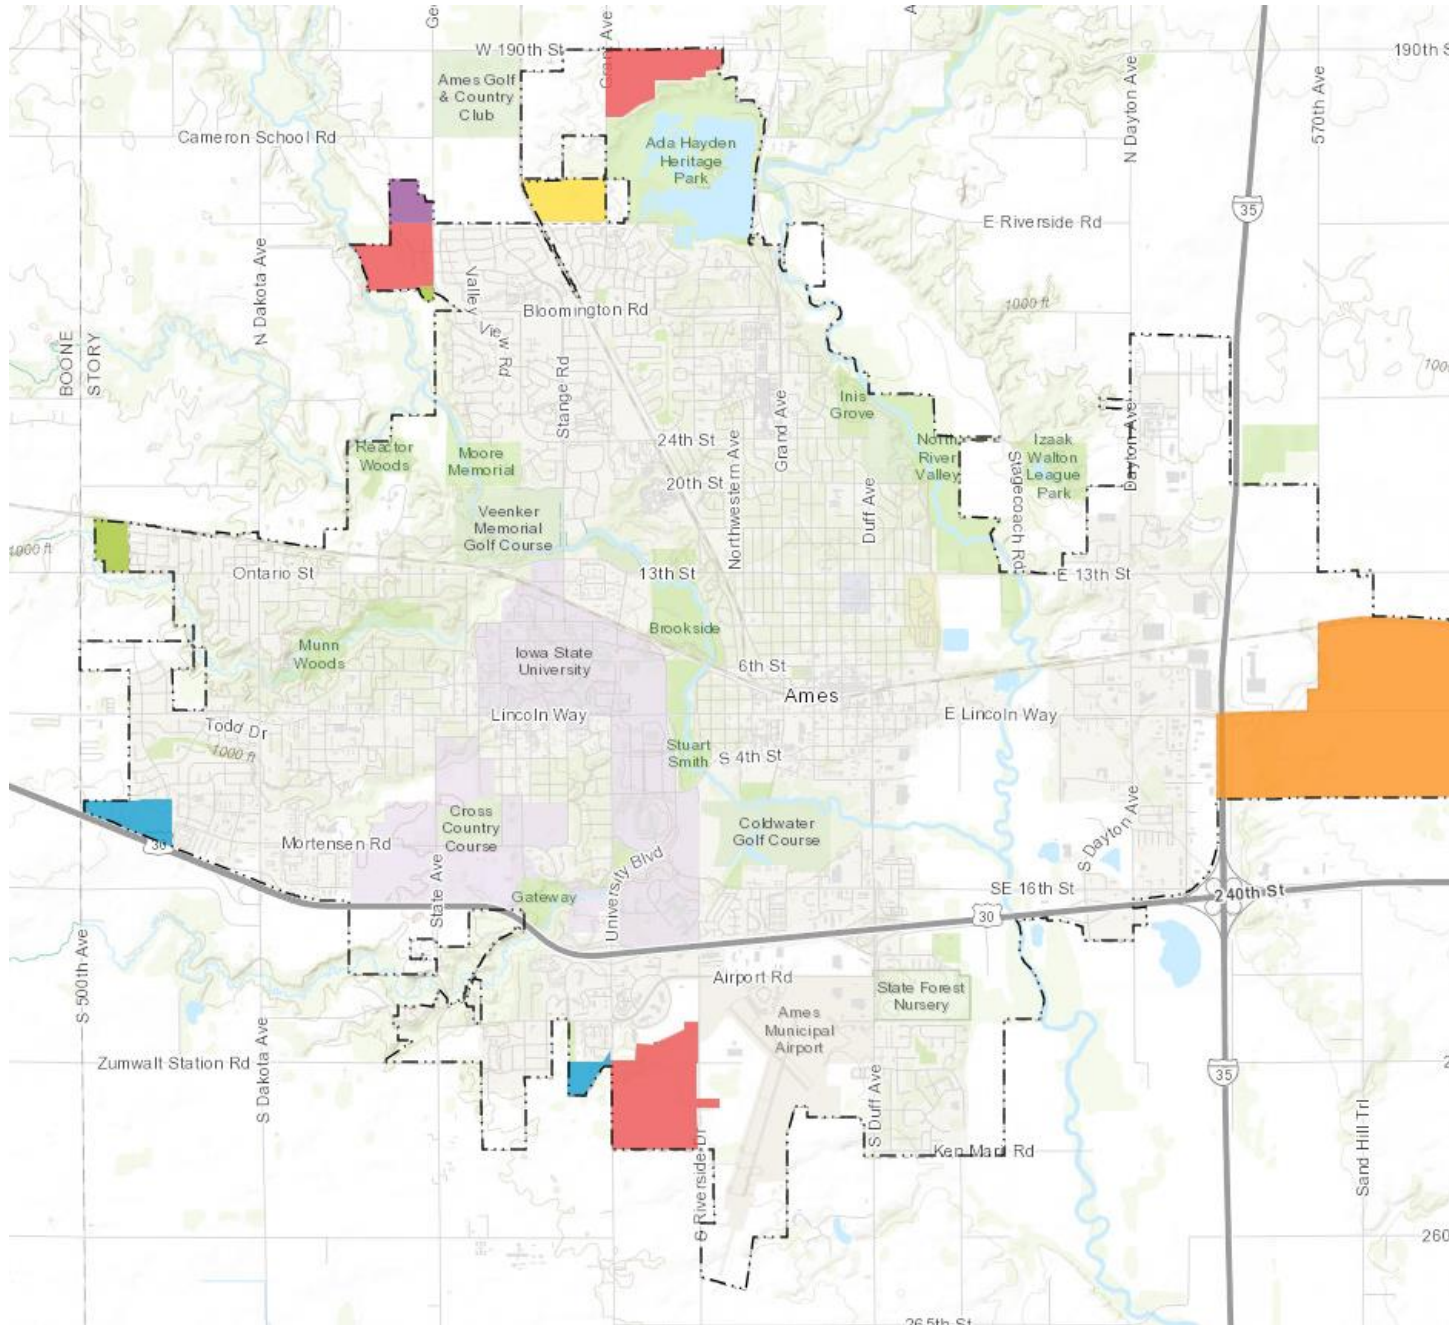 Ge
W 190th St
Ave
A
190th S
Ames Golf
& Country
Club
N Dayton Ave
570th Ave
Cameron School Rd
Ada Hayden
Heritage
Park
35
E Riverside Rd
N Dakota Ave
Valley
View Rd
Bloomington Rd
1000 ft
BOONE
STORY
100
Stange Rd
Inis
Grove
Grand Ave
Dayton Ave
24th St
Northwestern Ave
Reactor
Woods
Moore
Memorial
North
River
Valley
Stagecoach Rd
Izaak
Walton
League
Park
20th St
Duff Ave
Veenker
Memorial
Golf Course
1000 ft
Ontario St
13th St
E 13th St
Brookside
Munn
Woods
Iowa State
University
6th St
Ames
Lincoln Way
E Lincoln Way
Todd Dr
1000 ft
Stuart
Smith
S 4th St
Cross
Country
Course
Coldwater
Golf Course
S Dayton Ave
Mortensen Rd
30
State Ave
University Blvd
Gateway
SE 16th St
240th St
30
S 500th Ave
Airport Rd
State Forest
Nursery
Ames
Municipal
Airport
S Dakota Ave
Zumwalt Station Rd
2
35
S Duff Ave
Sand Hill Trl
S Riverside Dr
Ken Maril Rd
260
265th St